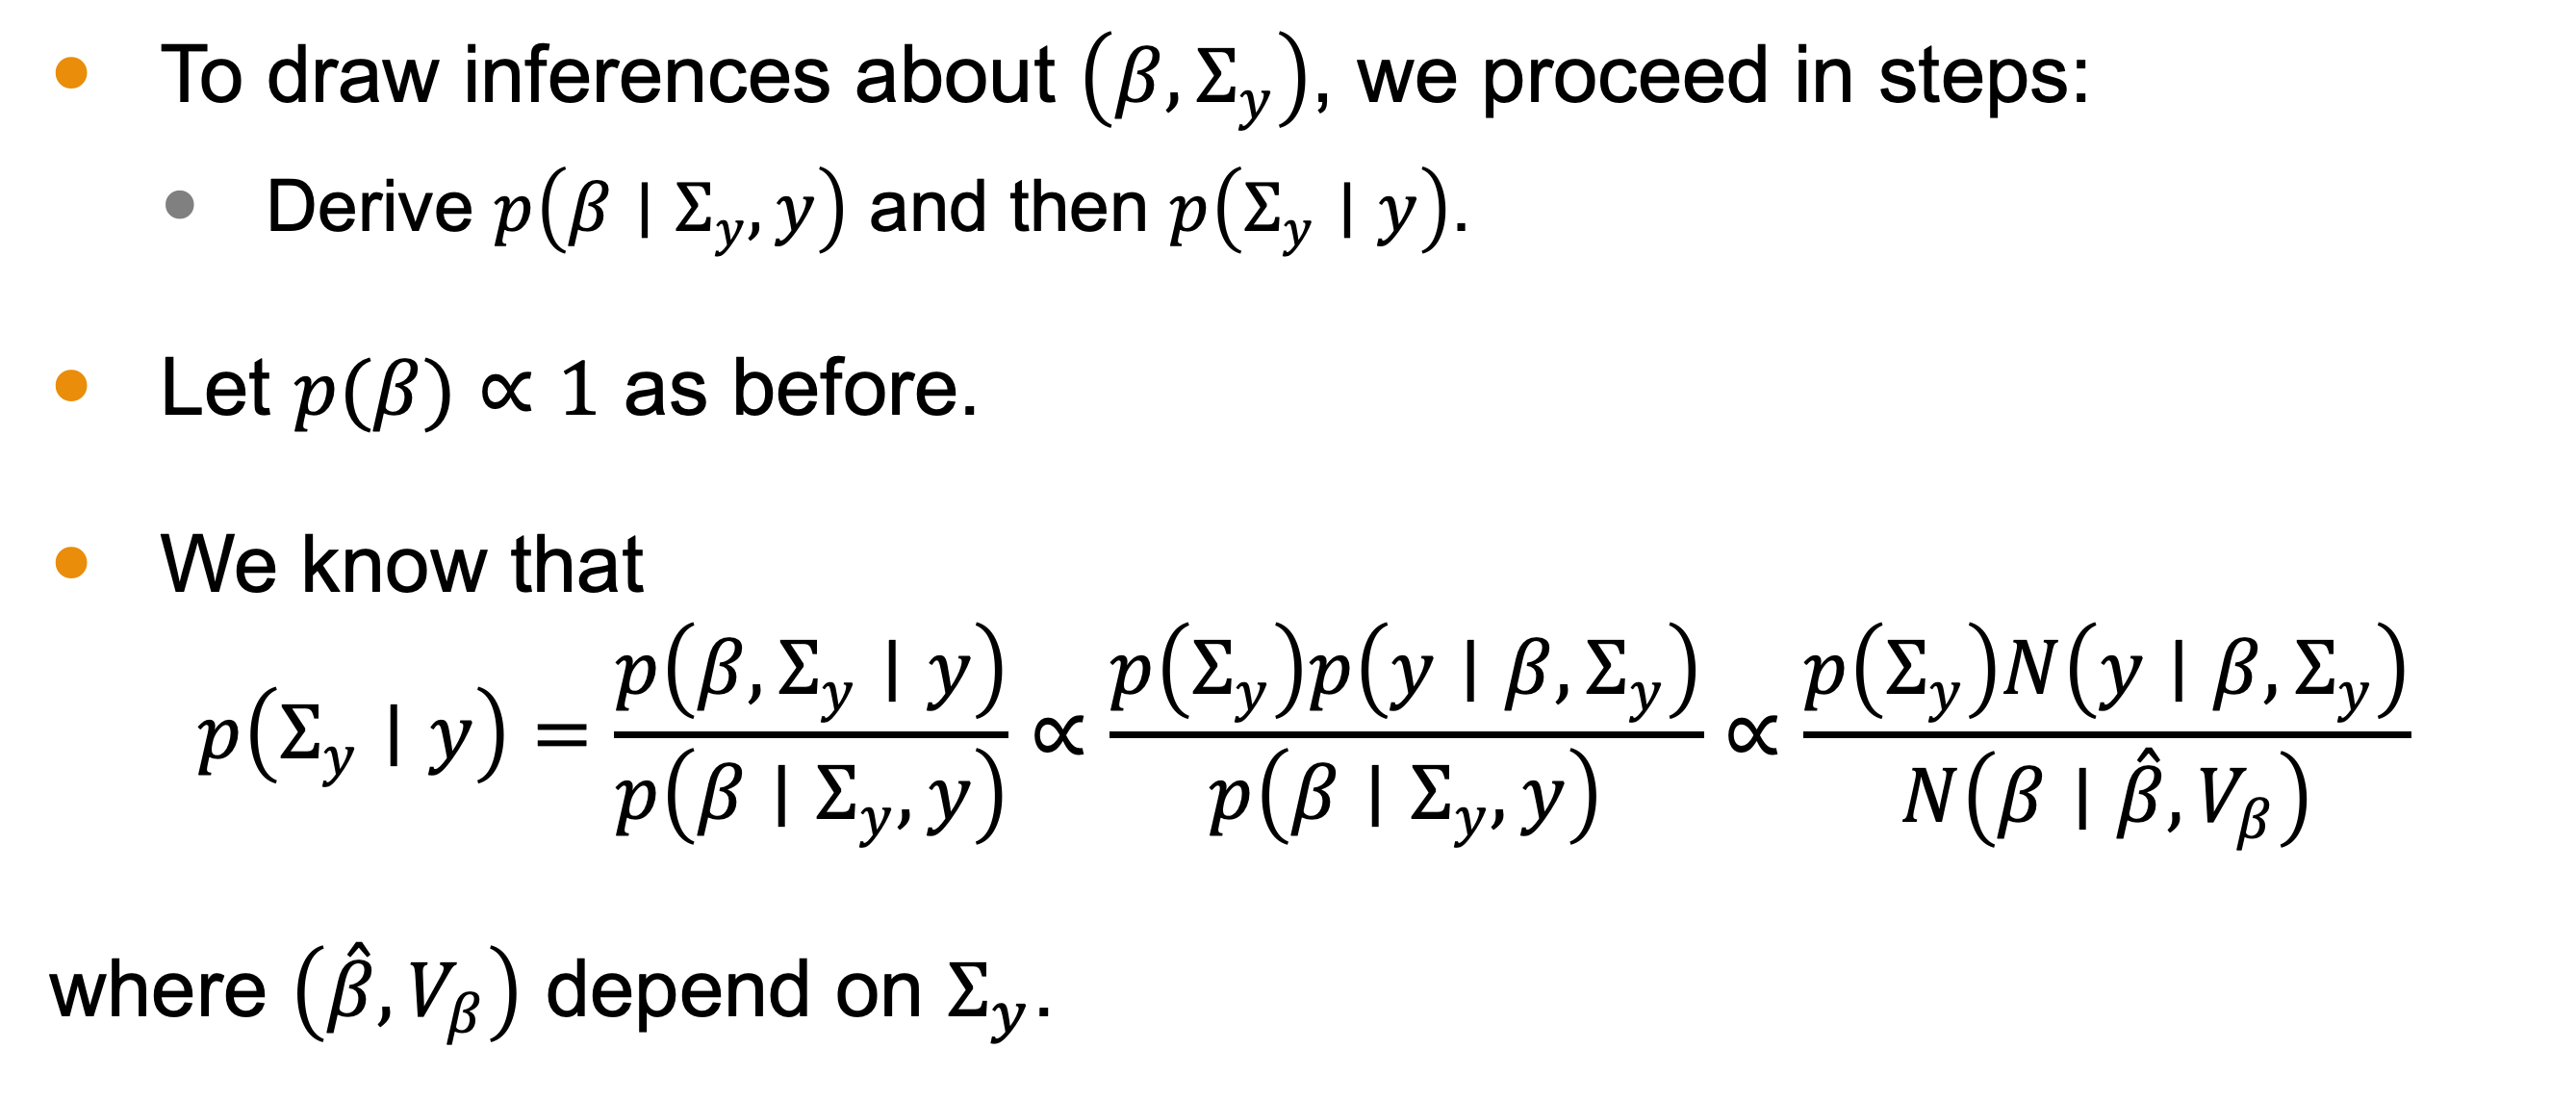 • To draw inferences about (β, Σ_y), we proceed in steps:
• Derive p(β | Σ_y, y) and then p(Σ_y | y).
• Let p(β) ∝ 1 as before.
• We know that
p(Σ_y | y) = p(β, Σ_y | y) / p(β | Σ_y, y) ∝ p(Σ_y)p(y | β, Σ_y) / p(β | Σ_y, y) ∝ p(Σ_y)N(y | β, Σ_y) / N(β | β̂, V_β)
where (β̂, V_β) depend on Σ_y.